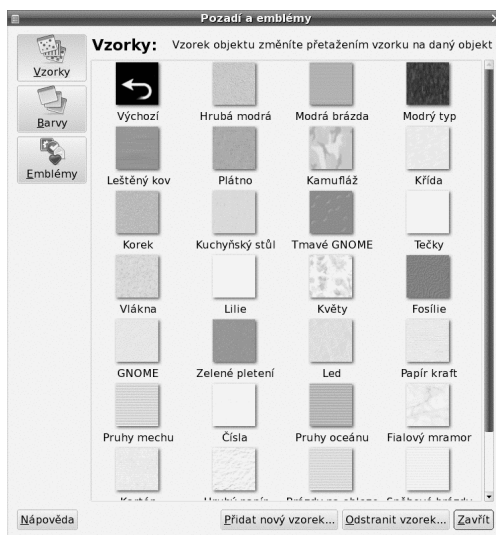 Pozadí a emblémy
Vzorky
Barvy
Emblémy
Vzorky: Vzorek objektu změníte přetažením vzorku na daný objekt
Výchozí Hrubá modrá Modrá brázda Modrý typ
Leštěný kov Plátno Kamufláž Křída
Korek Kuchyňský stůl Tmavé GNOME Tečky
Vlákna Lilie Květy Fosílie
GNOME Zelené pletení Led Papír kraft
Pruhy mechu Čísla Pruhy oceánu Fialový mramor
Nápověda Přidat nový vzorek... Odstranit vzorek... Zavřít